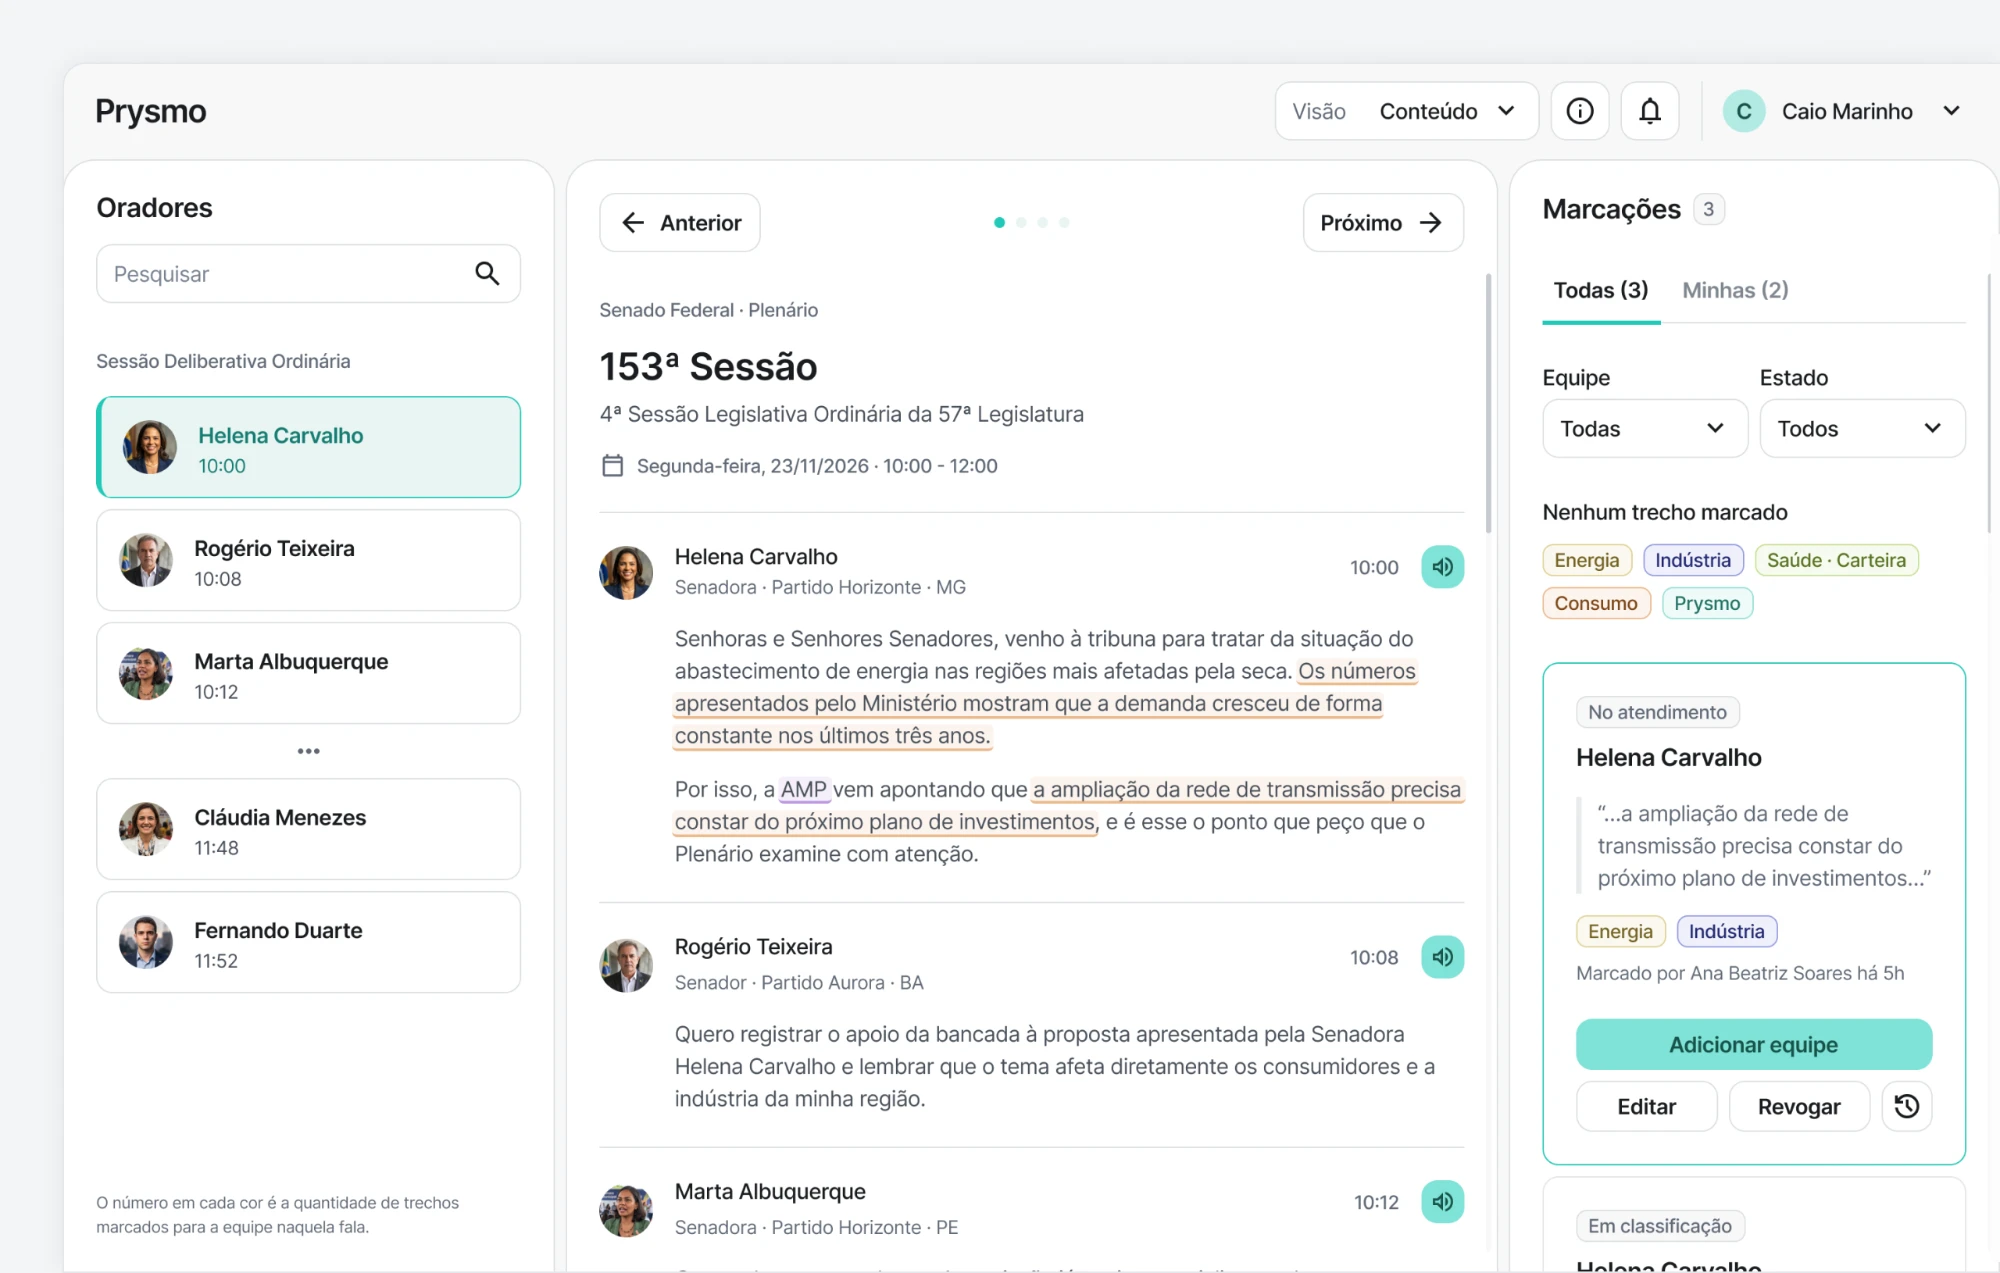 Prysmo
Visão Conteúdo
C Caio Marinho
Oradores
Pesquisar
Sessão Deliberativa Ordinária
Helena Carvalho
10:00
Rogério Teixeira
10:08
Marta Albuquerque
10:12
•••
Cláudia Menezes
11:48
Fernando Duarte
11:52
O número em cada cor é a quantidade de trechos
marcados para a equipe naquela fala.
Anterior
Próximo
Senado Federal · Plenário
153ª Sessão
4ª Sessão Legislativa Ordinária da 57ª Legislatura
Segunda-feira, 23/11/2026 · 10:00 - 12:00
Helena Carvalho
Senadora · Partido Horizonte · MG
10:00
Senhoras e Senhores Senadores, venho à tribuna para tratar da situação do
abastecimento de energia nas regiões mais afetadas pela seca. Os números
apresentados pelo Ministério mostram que a demanda cresceu de forma
constante nos últimos três anos.
Por isso, a AMP vem apontando que a ampliação da rede de transmissão precisa
constar do próximo plano de investimentos, e é esse o ponto que peço que o
Plenário examine com atenção.
Rogério Teixeira
Senador · Partido Aurora · BA
10:08
Quero registrar o apoio da bancada à proposta apresentada pela Senadora
Helena Carvalho e lembrar que o tema afeta diretamente os consumidores e a
indústria da minha região.
Marta Albuquerque
Senadora · Partido Horizonte · PE
10:12
Marcações 3
Todas (3) Minhas (2)
Equipe Estado
Todas Todos
Nenhum trecho marcado
Energia Indústria Saúde · Carteira
Consumo Prysmo
No atendimento
Helena Carvalho
“...a ampliação da rede de
transmissão precisa constar do
próximo plano de investimentos...”
Energia Indústria
Marcado por Ana Beatriz Soares há 5h
Adicionar equipe
Editar Revogar
Em classificação
Helena Carvalho